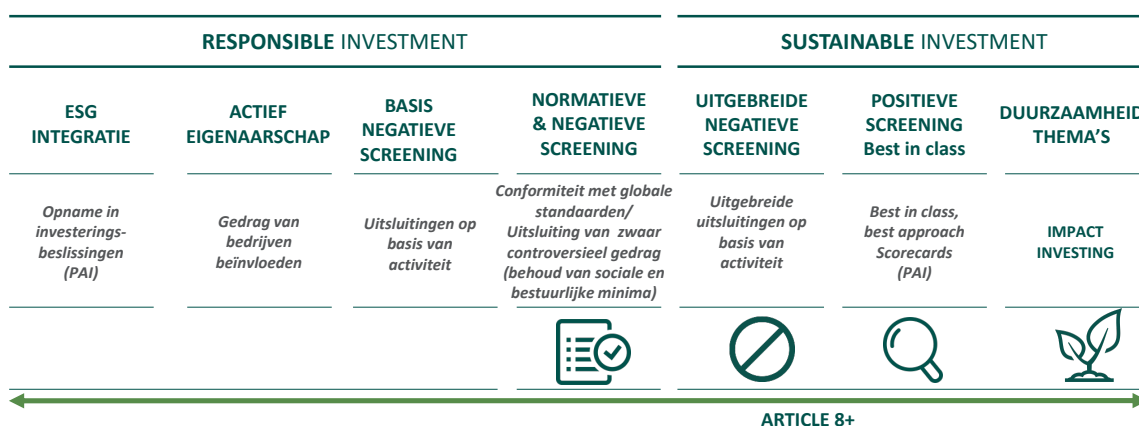 RESPONSIBLE INVESTMENT
SUSTAINABLE INVESTMENT
ESG
INTEGRATIE
ACTIEF
EIGENAARSCHAP
BASIS
NEGATIEVE
SCREENING
NORMATIEVE
& NEGATIEVE
SCREENING
UITGEBREIDE
NEGATIEVE
SCREENING
POSITIEVE
SCREENING
Best in class
DUURZAAMHEID
THEMA'S
Opname in
investerings-
beslissingen
(PAI)
Gedrag van
bedrijven
beïnvloeden
Uitsluitingen op
basis van
activiteit
Conformiteit met globale
standaarden/
Uitsluiting van zwaar
controversieel gedrag
(behoud van sociale en
bestuurlijke minima)
Uitgebreide
uitsluitingen op
basis van
activiteit
Best in class,
best approach
Scorecards
(PAI)
IMPACT
INVESTING
ARTICLE 8+